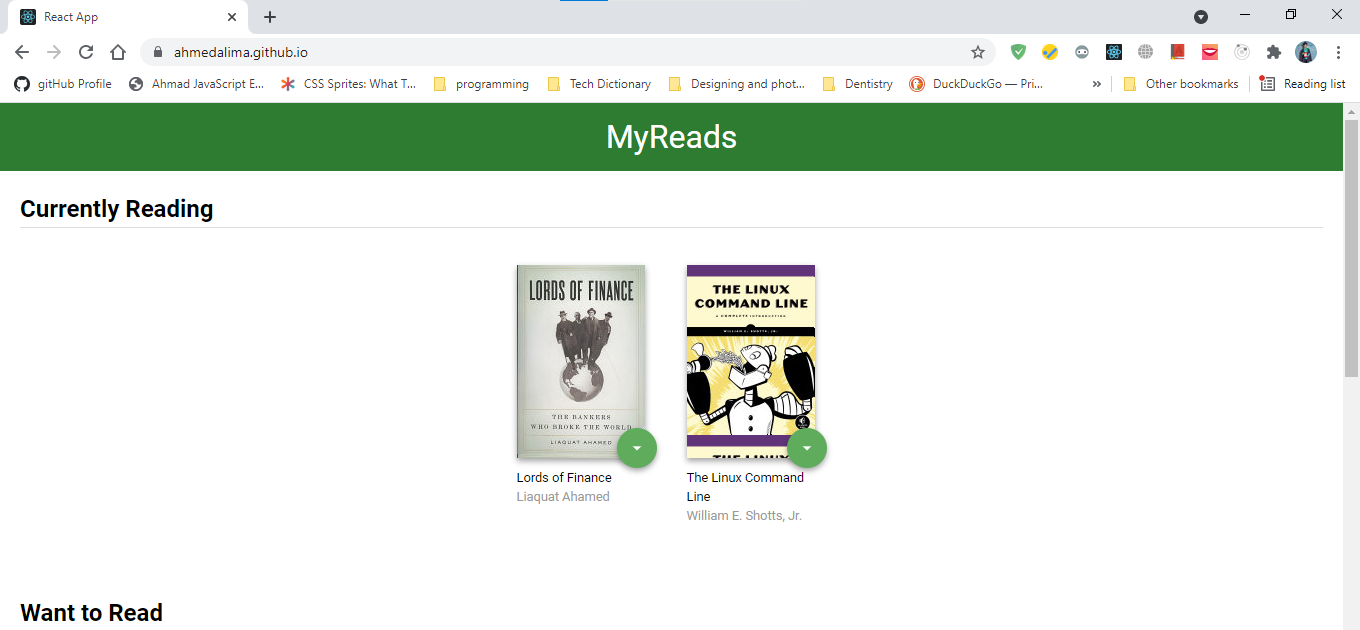 React App
ahmedalima.github.io
gitHub Profile
Ahmad JavaScript E...
CSS Sprites: What T...
programming
Tech Dictionary
Designing and phot...
Dentistry
DuckDuckGo — Pri...
»
Other bookmarks
Reading list
MyReads
Currently Reading
LORDS OF FINANCE
THE BANKERS
WHO BROKE THE WORLD
LIAQUAT AHAMED
THE LINUX
COMMAND LINE
A COMPLETE INTRODUCTION
WILLIAM E. SHOTTS, JR.
THE LINUX
Lords of Finance
Liaquat Ahamed
The Linux Command
Line
William E. Shotts, Jr.
Want to Read